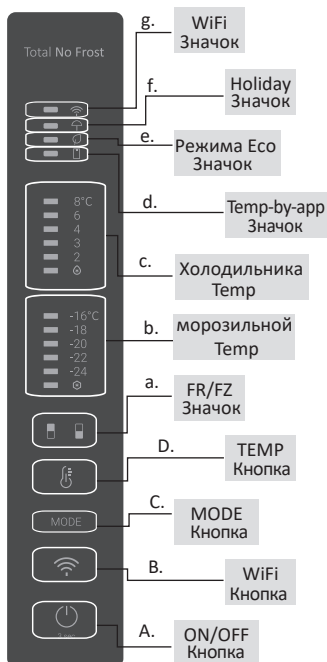 g.
WiFi
Значок
Total No Frost
f.
Holiday
Значок
e.
Режима Eco
Значок
d.
Temp-by-app
Значок
8°C
6
4
3
2
c.
Холодильника
Temp
-16°C
-18
-20
-22
-24
b.
морозильной
Temp
a.
FR/FZ
Значок
D.
TEMP
Кнопка
MODE
C.
MODE
Кнопка
B.
WiFi
Кнопка
3 sec
A.
ON/OFF
Кнопка